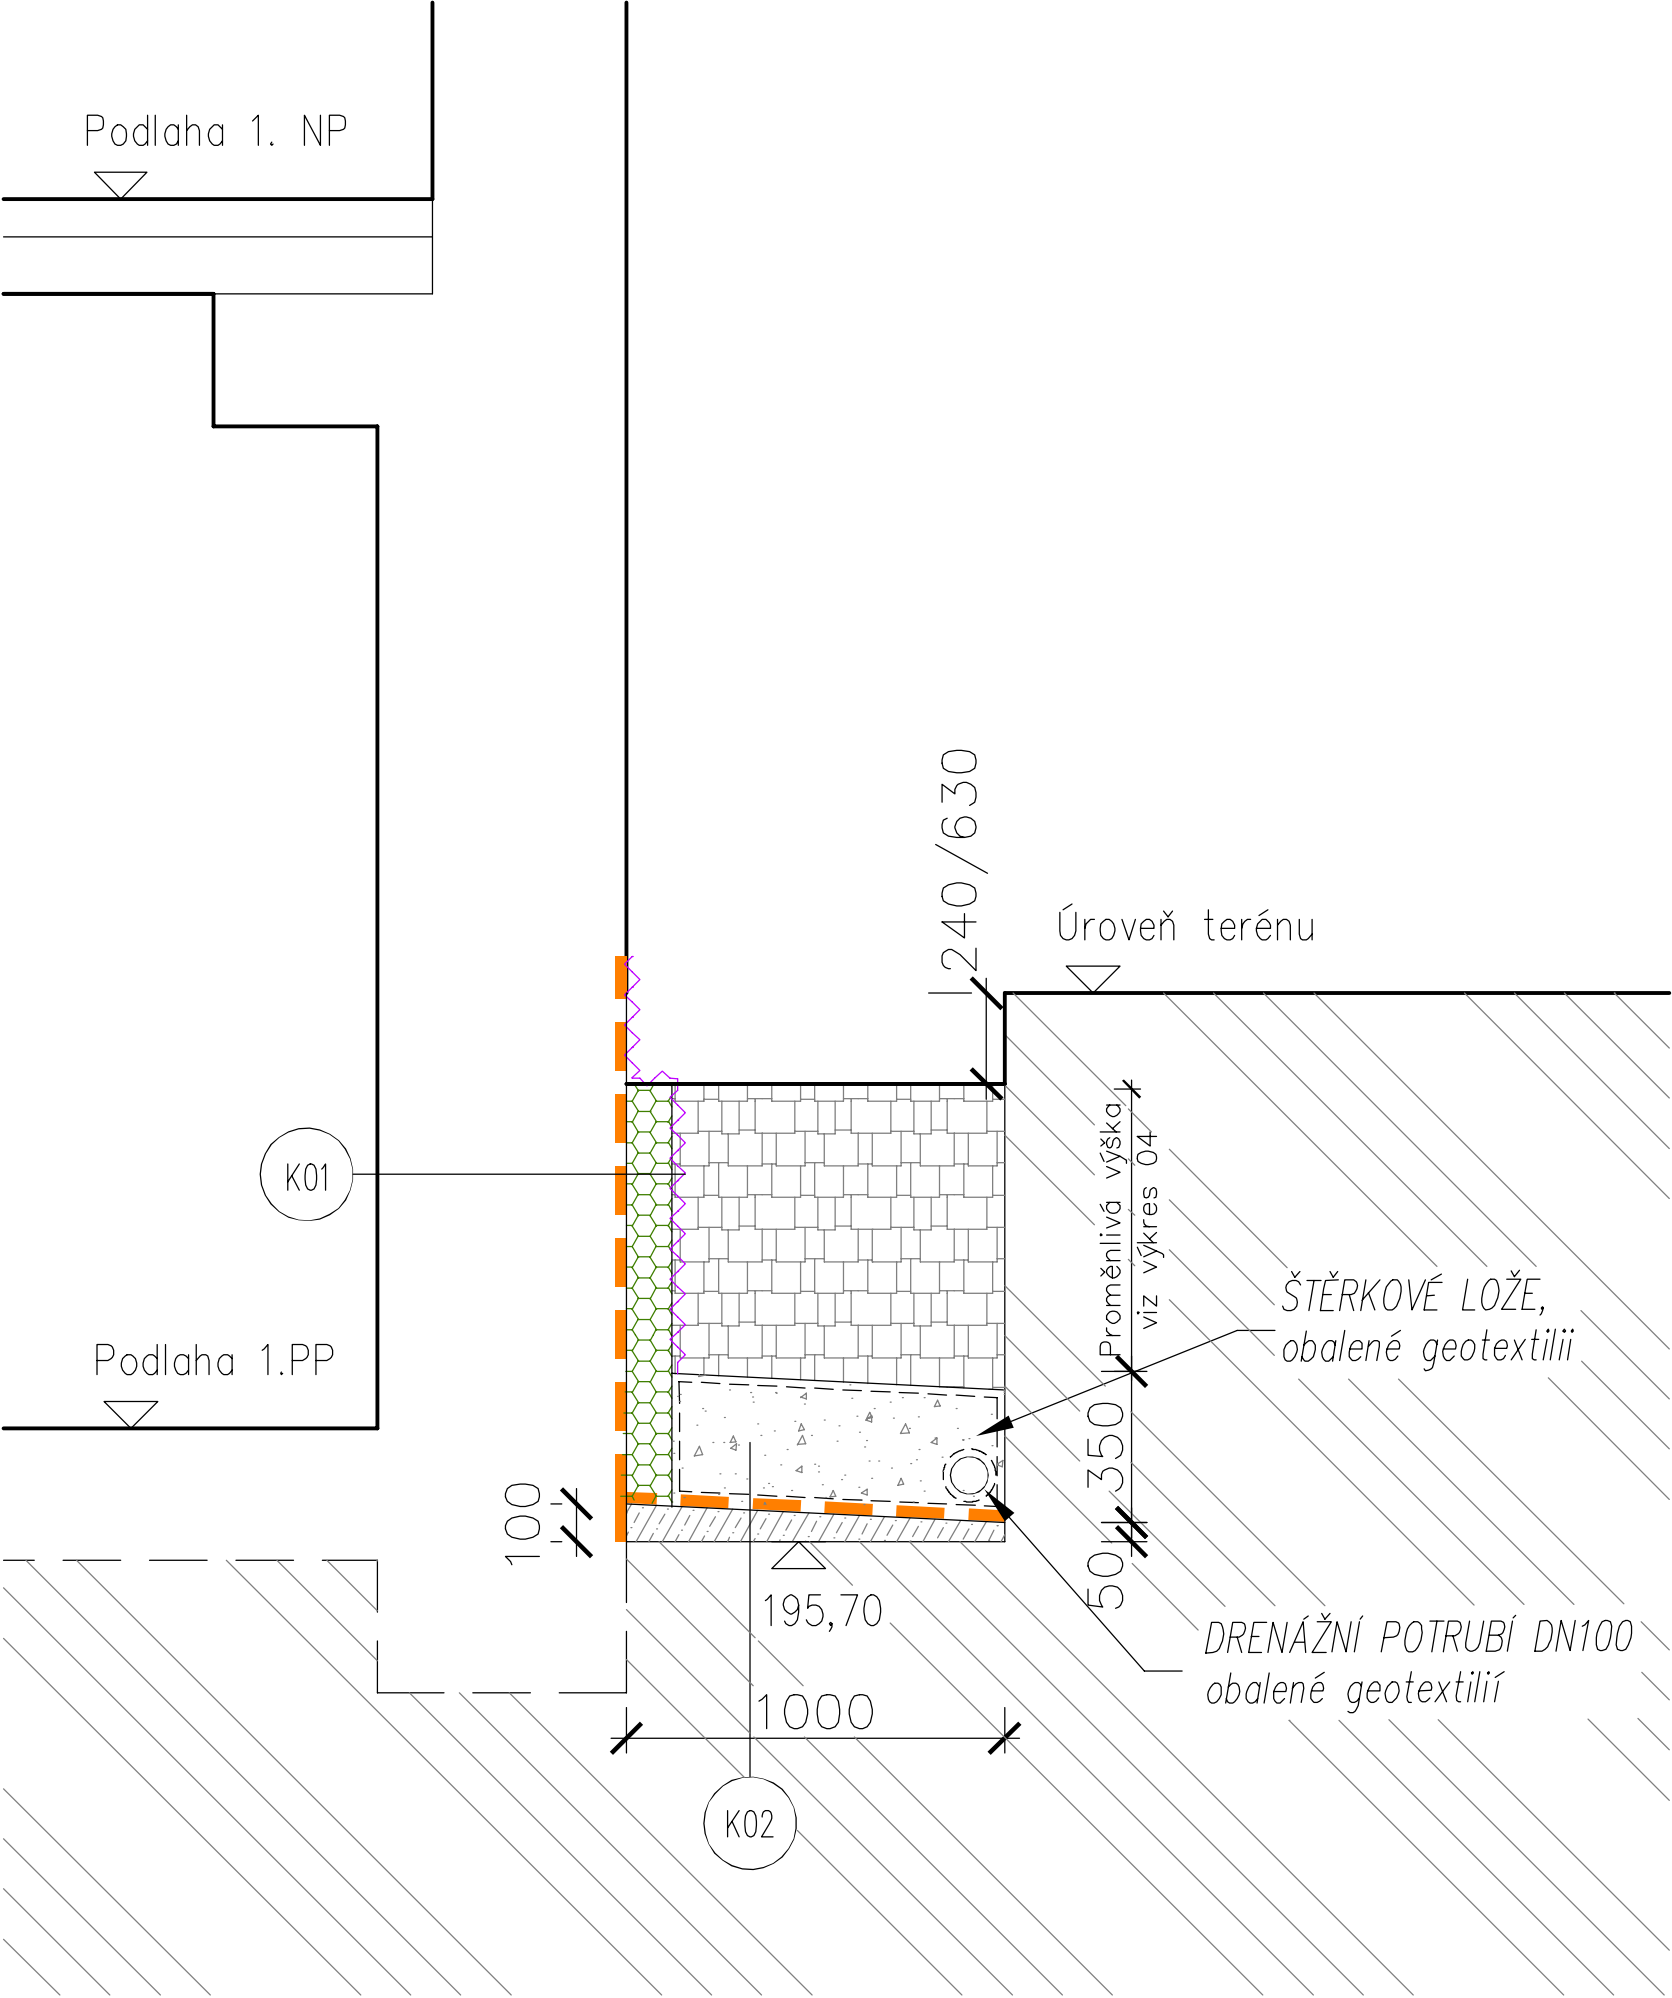 Podlaha 1. NP
240/630
Úroveň terénu
K01
Proměnlivá výška
viz výkres 04
ŠTĚRKOVÉ LOŽE,
obalené geotextilii
Podlaha 1.PP
350
100
50
195,70
DRENÁŽNÍ POTRUBÍ DN100
obalené geotextilií
1000
K02